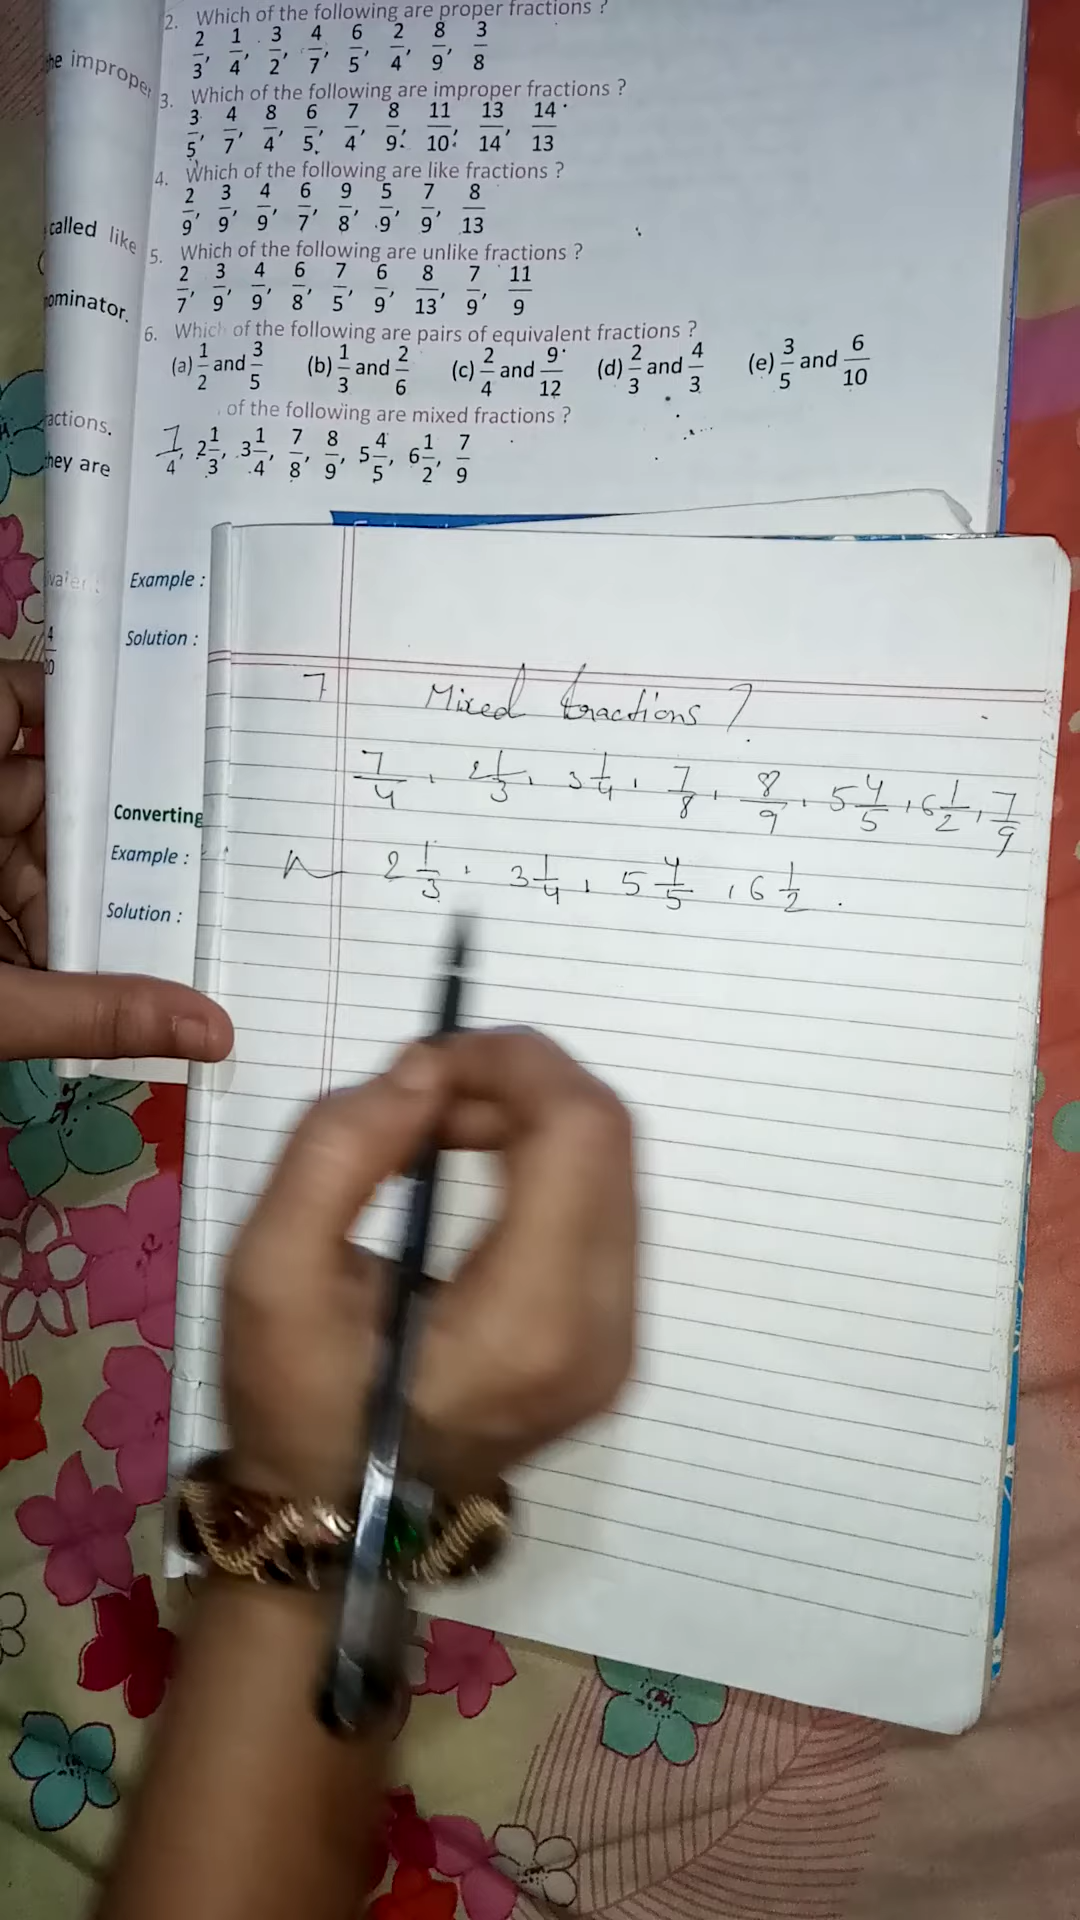 2. Which of the following are proper fractions ?
2/3, 1/4, 3/2, 4/7, 6/5, 2/4, 8/9, 3/8
the improper
3. Which of the following are improper fractions ?
3/5, 4/7, 8/4, 6/5, 7/4, 8/9, 11/10, 13/14, 14/13
4. Which of the following are like fractions ?
2/9, 3/9, 4/9, 6/7, 9/8, 5/9, 7/9, 8/13
called like
5. Which of the following are unlike fractions ?
2/7, 3/9, 4/9, 6/8, 7/5, 6/9, 8/13, 7/9, 11/9
nominator.
6. Which of the following are pairs of equivalent fractions ?
(a) 1/2 and 3/5 (b) 1/3 and 2/6 (c) 2/4 and 9/12 (d) 2/3 and 4/3 (e) 3/5 and 6/10
actions.
of the following are mixed fractions ?
7/4, 2 1/3, 3 1/4, 7/8, 8/9, 5 4/5, 6 1/2, 7/9
they are
Example :
4/20
Solution :
7 Mixed fractions ?
7/4, 2 1/3, 3 1/4, 7/8, 8/9, 5 4/5, 6 1/2, 7/9
Converting
Example :
2 1/3, 3 1/4, 5 4/5, 6 1/2.
Solution :